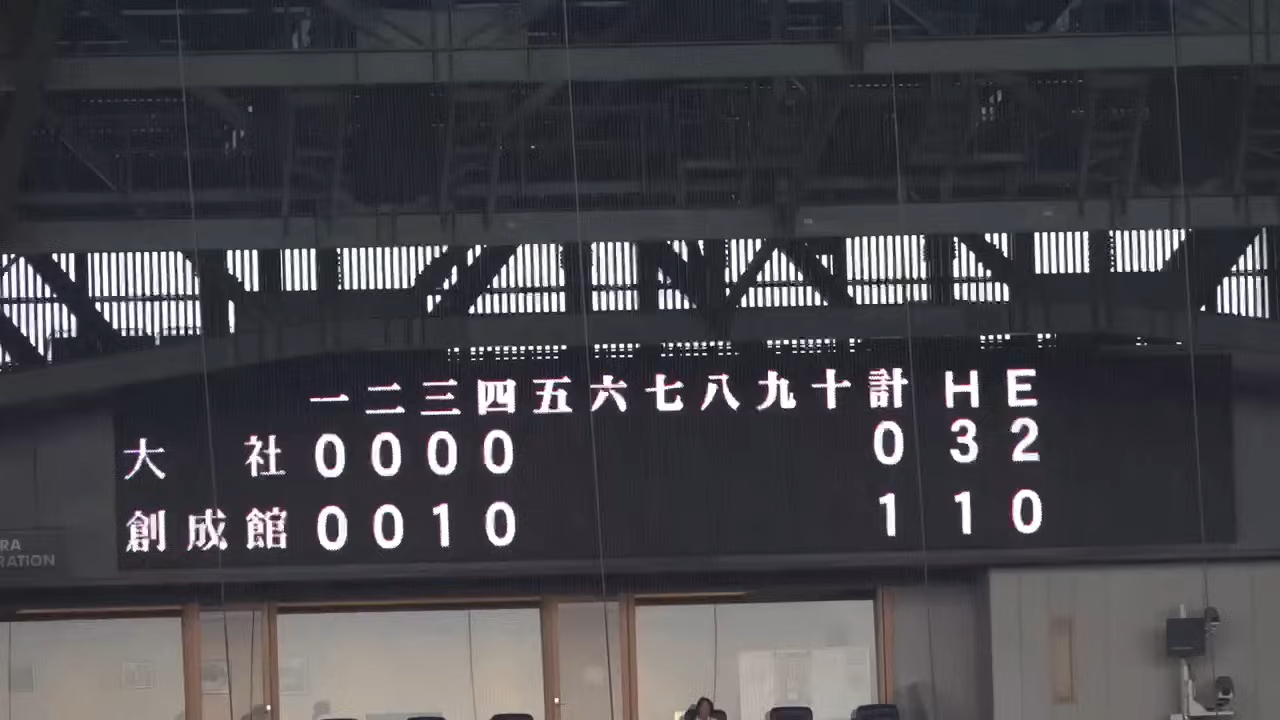 一二三四五六七八九十計 H E
大 社 0 0 0 0 0 3 2
創成館 0 0 1 0 1 1 0
RA
RATION